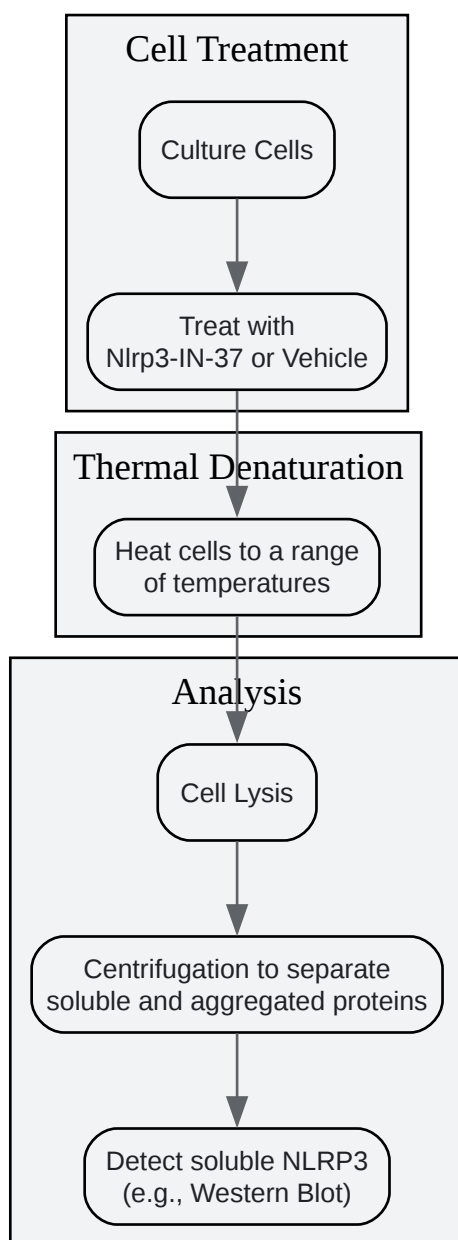 Cell Treatment
Culture Cells
Treat with
Nlrp3-IN-37 or Vehicle
Thermal Denaturation
Heat cells to a range
of temperatures
Analysis
Cell Lysis
Centrifugation to separate
soluble and aggregated proteins
Detect soluble NLRP3
(e.g., Western Blot)